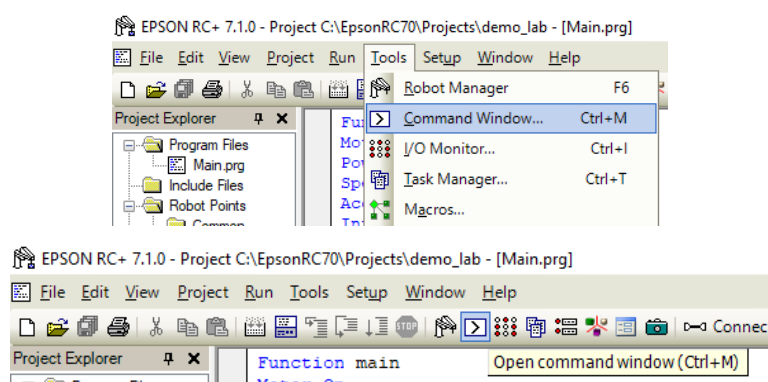 EPSON RC+ 7.1.0 - Project C:\EpsonRC70\Projects\demo_lab - [Main.prg]
File Edit View Project Run Tools Setup Window Help
Robot Manager F6
Project Explorer
Command Window... Ctrl+M
Program Files
I/O Monitor... Ctrl+I
Main.prg
Include Files
Task Manager... Ctrl+T
Robot Points
Macros...
EPSON RC+ 7.1.0 - Project C:\EpsonRC70\Projects\demo_lab - [Main.prg]
File Edit View Project Run Tools Setup Window Help
STOP Connec
Project Explorer Function main Open command window (Ctrl+M)